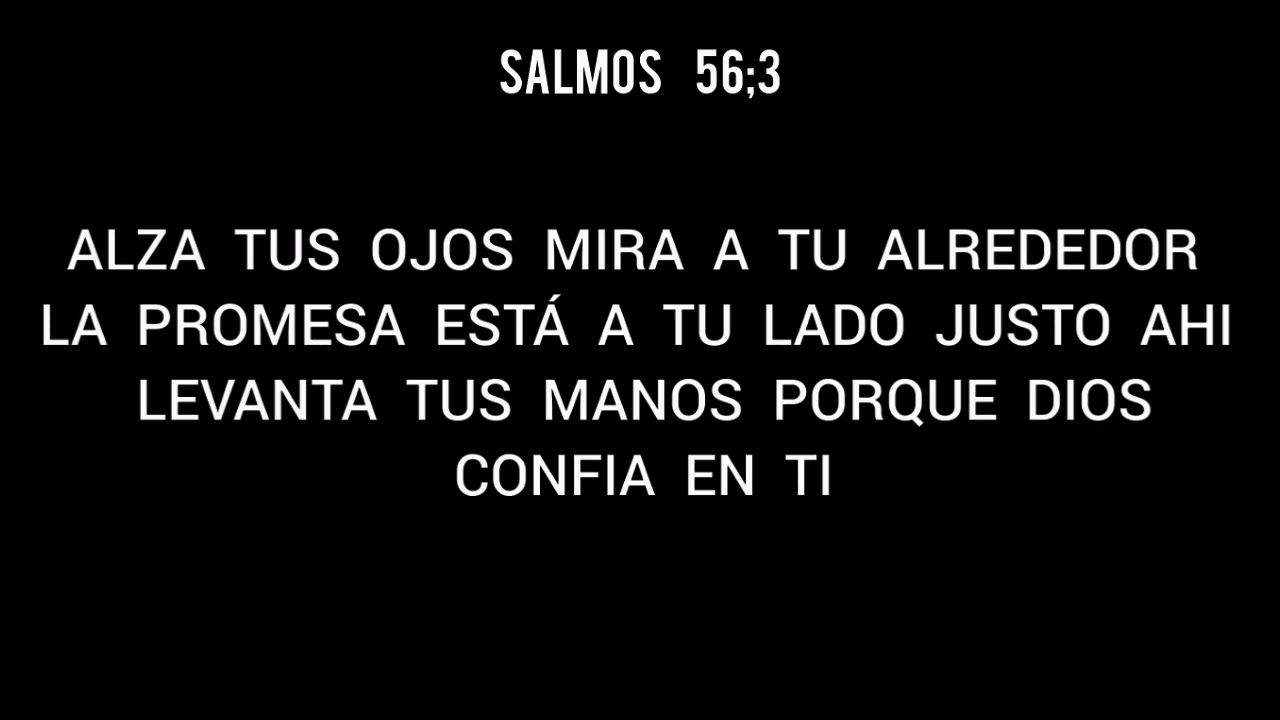 SALMOS 56;3
ALZA TUS OJOS MIRA A TU ALREDEDOR
LA PROMESA ESTÁ A TU LADO JUSTO AHI
LEVANTA TUS MANOS PORQUE DIOS
CONFIA EN TI